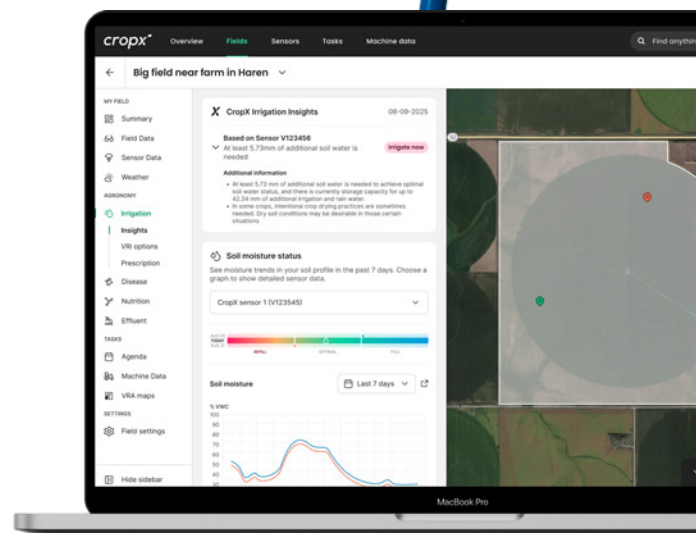 cropx
Overview
Fields
Sensors
Tasks
Machine data
Find anything
Big field near farm in Haren
MY FIELD
Summary
Field Data
Sensor Data
Weather
AGRONOMY
Irrigation
Insights
VRI options
Prescription
Disease
Nutrition
Effluent
TASKS
Agenda
Machine Data
VRA maps
SETTINGS
Field settings
Hide sidebar
CropX Irrigation Insights
08-09-2025
Based on Sensor V123456
At least 5.73mm of additional soil water is
needed
Irrigate now
Additional information
• At least 5.73 mm of additional soil water is needed to achieve optimal
soil water status, and there is currently storage capacity for up to
42.34 mm of additional irrigation and rain water.
• In some crops, intentional crop drying practices are sometimes
needed. Dry soil conditions may be desirable in those certain
situations
Soil moisture status
See moisture trends in your soil profile in the past 7 days. Choose a
graph to show detailed sensor data.
CropX sensor 1 (V123545)
TODAY
REFILL
OPTIMAL
FULL
Soil moisture
Last 7 days
% VWC
100
90
80
70
60
50
40
30
MacBook Pro